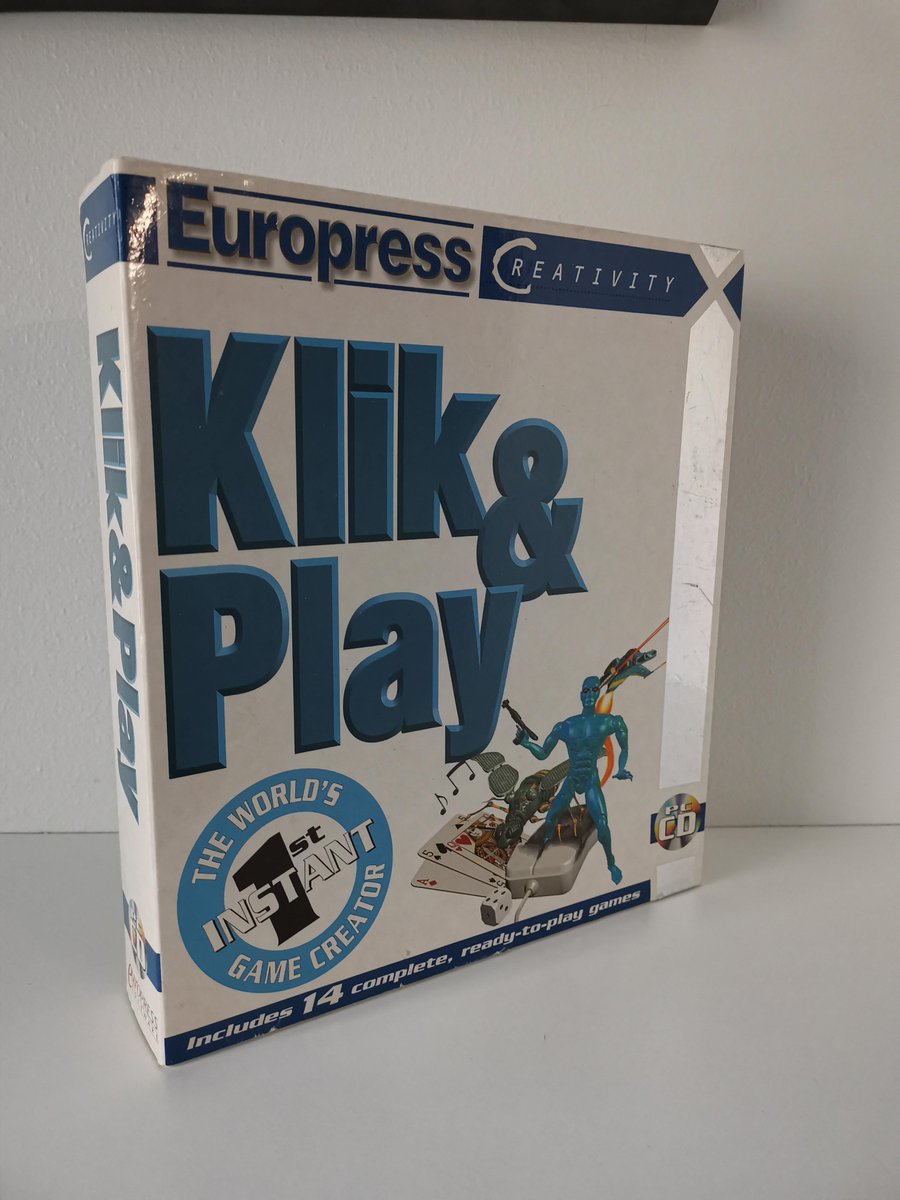 Europress
CREATIVITY
Klik &
Play
THE WORLD'S
1st
INSTANT
GAME CREATOR
Includes 14 complete, ready-to-play games
PC
CD
CREATIVITY
Klik & Play